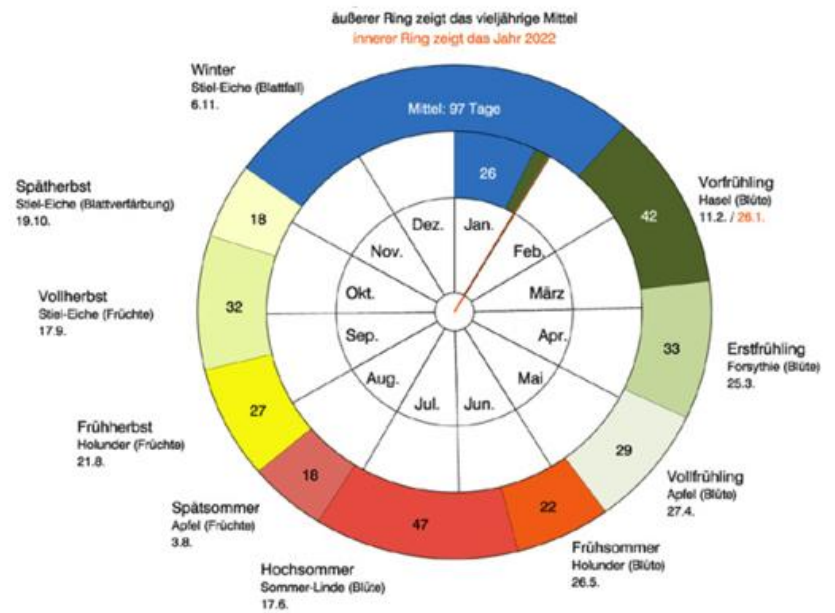 äußerer Ring zeigt das vieljährige Mittel
innerer Ring zeigt das Jahr 2022
Winter
Stiel-Eiche (Blattfall)
6.11.
Mittel: 97 Tage
26
Vorfrühling
Hasel (Blüte)
11.2. / 26.1.
42
Spätherbst
Stiel-Eiche (Blattverfärbung)
19.10.
18
Dez.
Jan.
Nov.
Feb.
Vollherbst
Stiel-Eiche (Früchte)
17.9.
32
Okt.
März
Sep.
Apr.
33
Erstfrühling
Forsythie (Blüte)
25.3.
Aug.
Mai
Jul.
Jun.
Frühherbst
Holunder (Früchte)
21.8.
27
29
Vollfrühling
Apfel (Blüte)
27.4.
18
Spätsommer
Apfel (Früchte)
3.8.
47
22
Hochsommer
Sommer-Linde (Blüte)
17.6.
Frühsommer
Holunder (Blüte)
26.5.